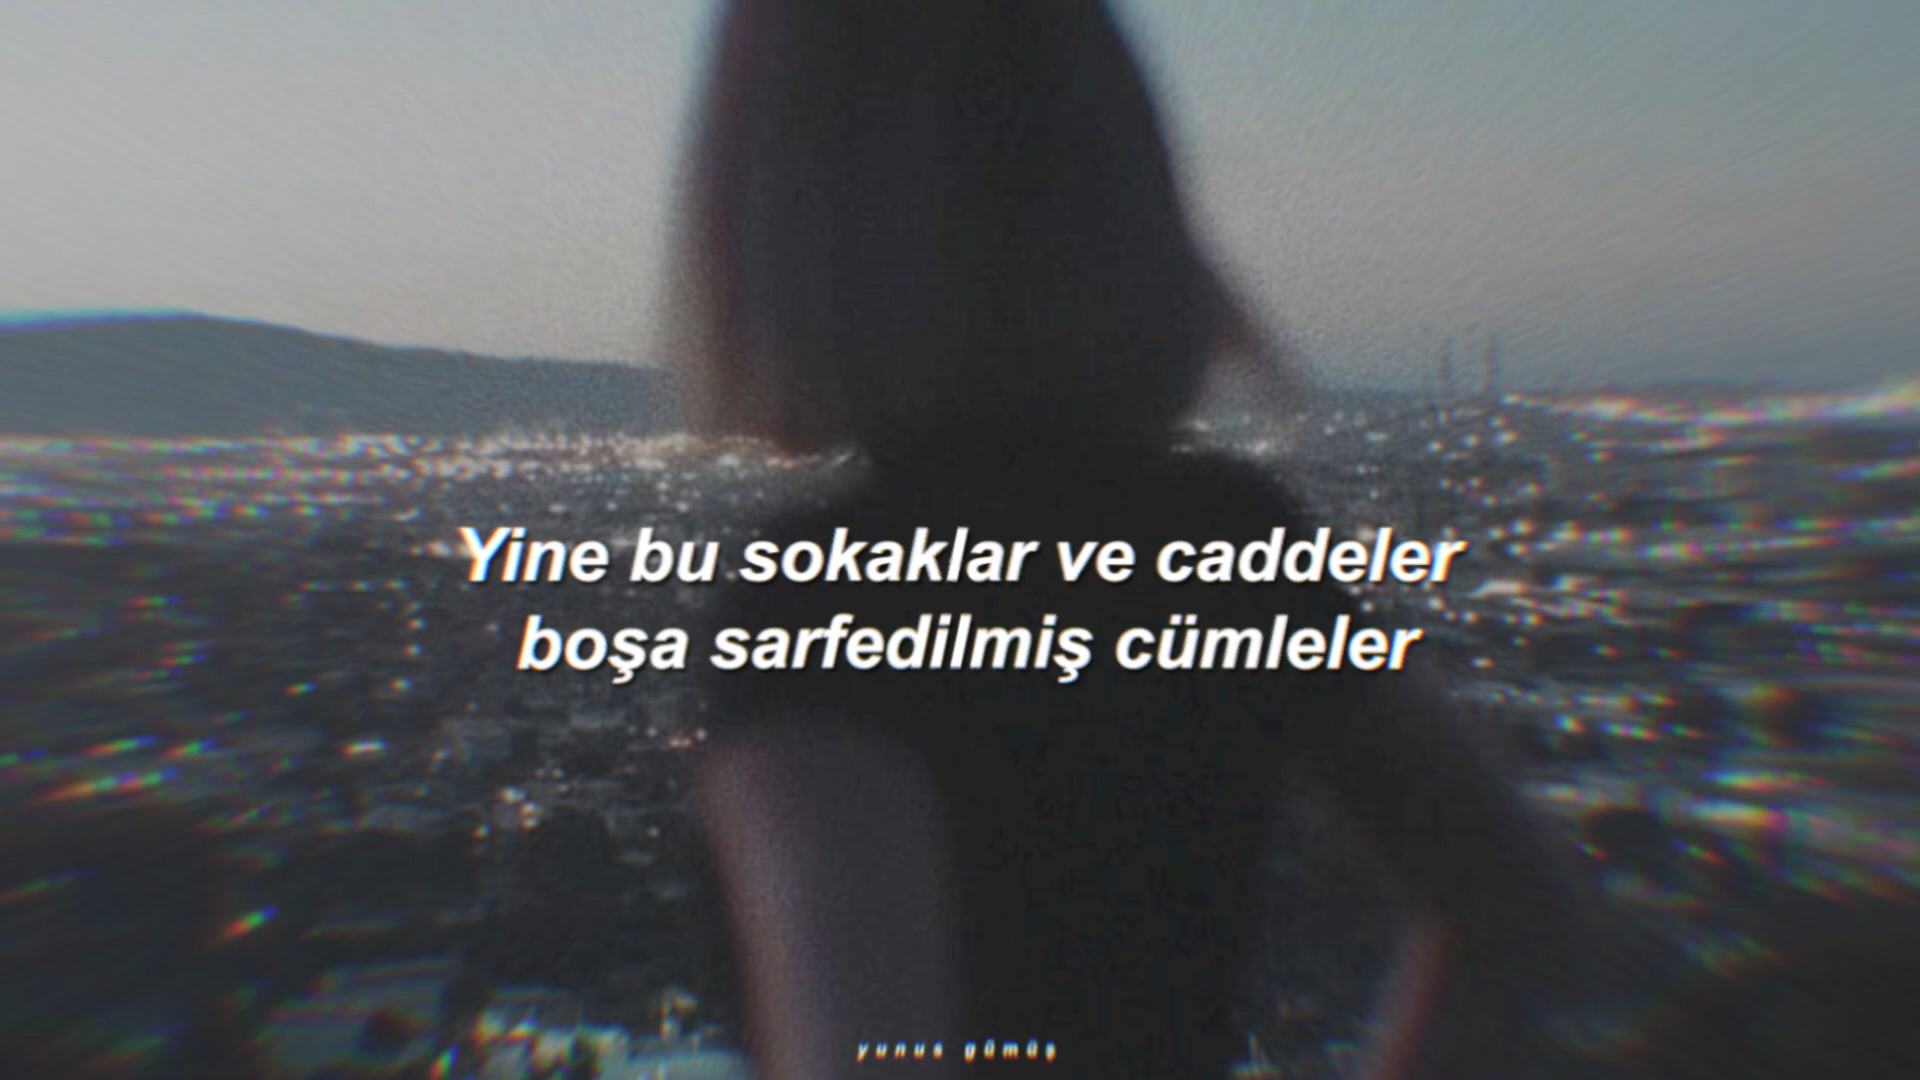 Yine bu sokaklar ve caddeler
boşa sarfedilmiş cümleler
yunus gümüş